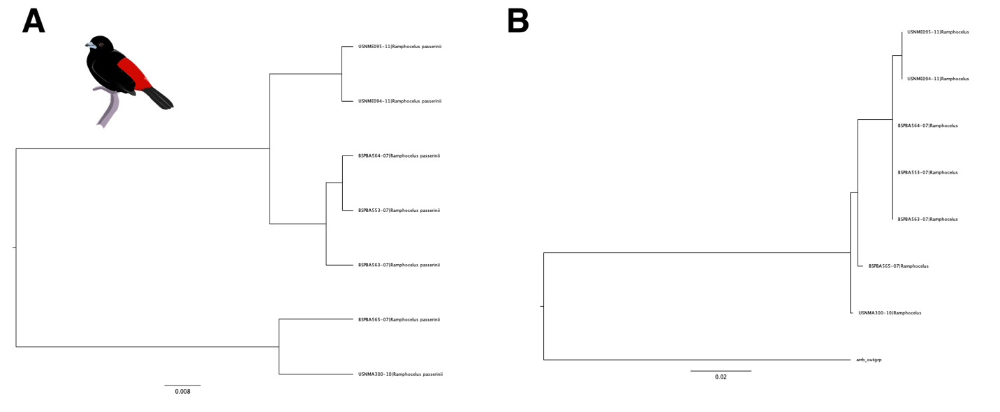 A
USNME095-11|Ramphocelus passerinii
USNME094-11|Ramphocelus passerinii
BSPBA564-07|Ramphocelus passerinii
BSPBA553-07|Ramphocelus passerinii
BSPBA563-07|Ramphocelus passerinii
BSPBA565-07|Ramphocelus passerinii
USNMA300-10|Ramphocelus passerinii
0.008
B
USNME095-11|Ramphocelus
USNME094-11|Ramphocelus
BSPBA564-07|Ramphocelus
BSPBA553-07|Ramphocelus
BSPBA563-07|Ramphocelus
BSPBA565-07|Ramphocelus
USNMA300-10|Ramphocelus
arrb_outgrp
0.02